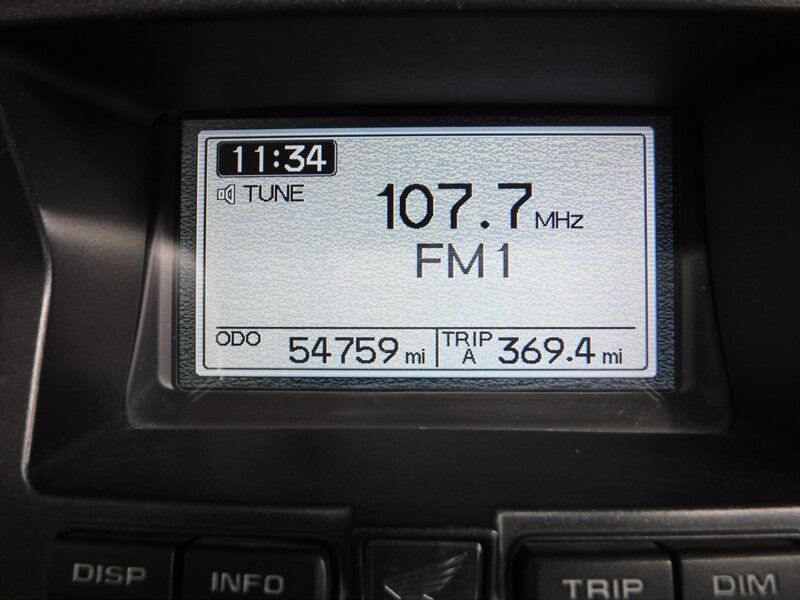 11:34
TUNE
107.7 MHz
FM1
ODO 54759 mi TRIP A 369.4 mi
DISP INFO TRIP DIM